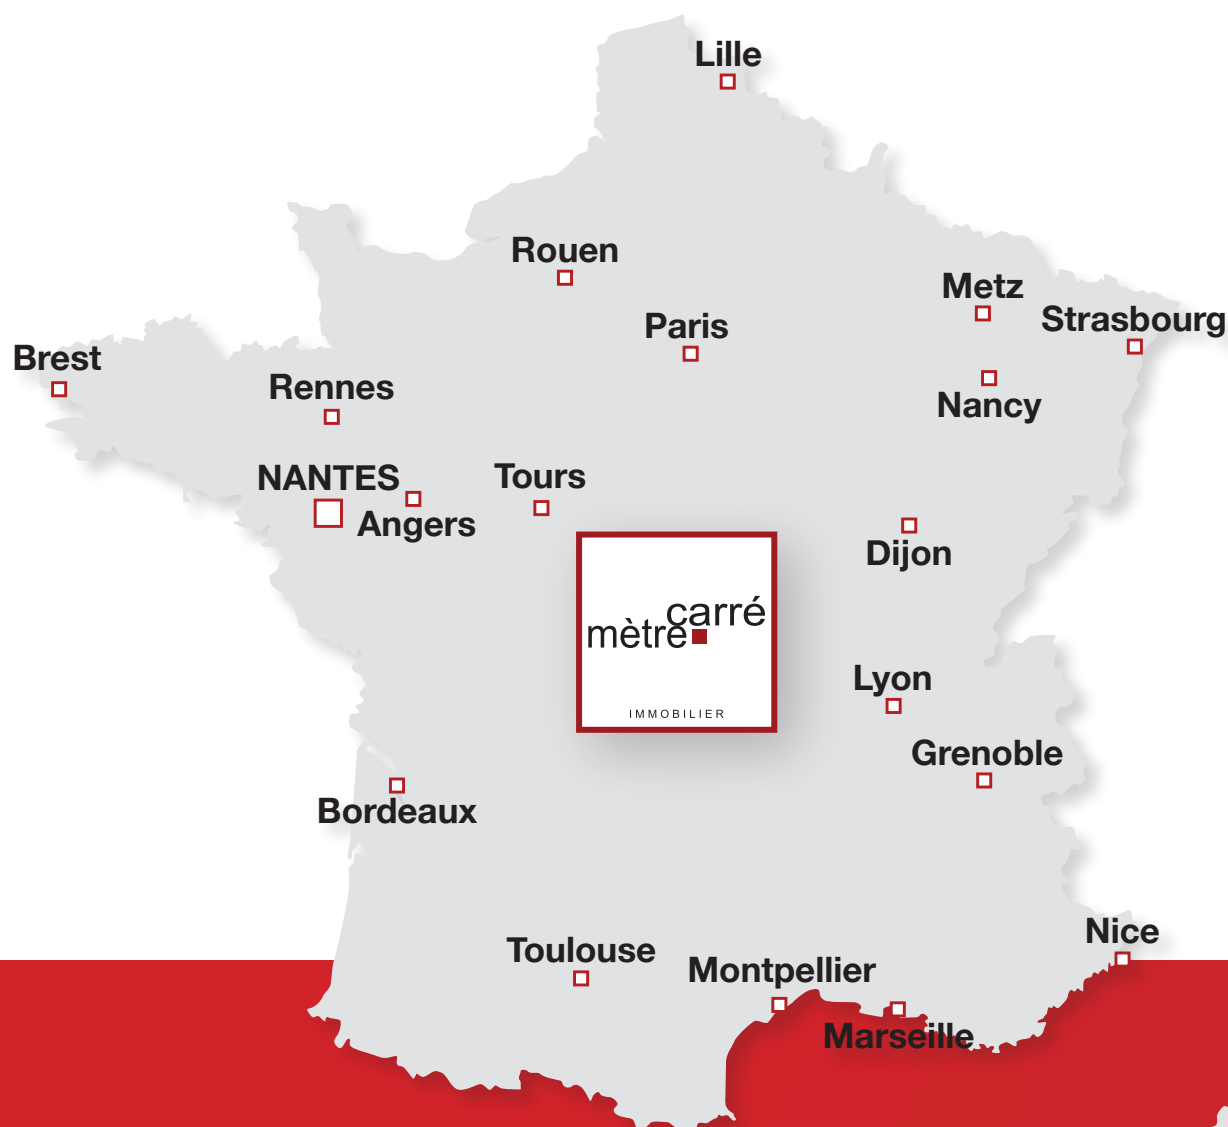 Lille
Rouen
Metz
Paris
Strasbourg
Brest
Rennes
Nancy
NANTES
Tours
Angers
Dijon
carré
mètre
Lyon
IMMOBILIER
Grenoble
Bordeaux
Nice
Toulouse
Montpellier
Marseille